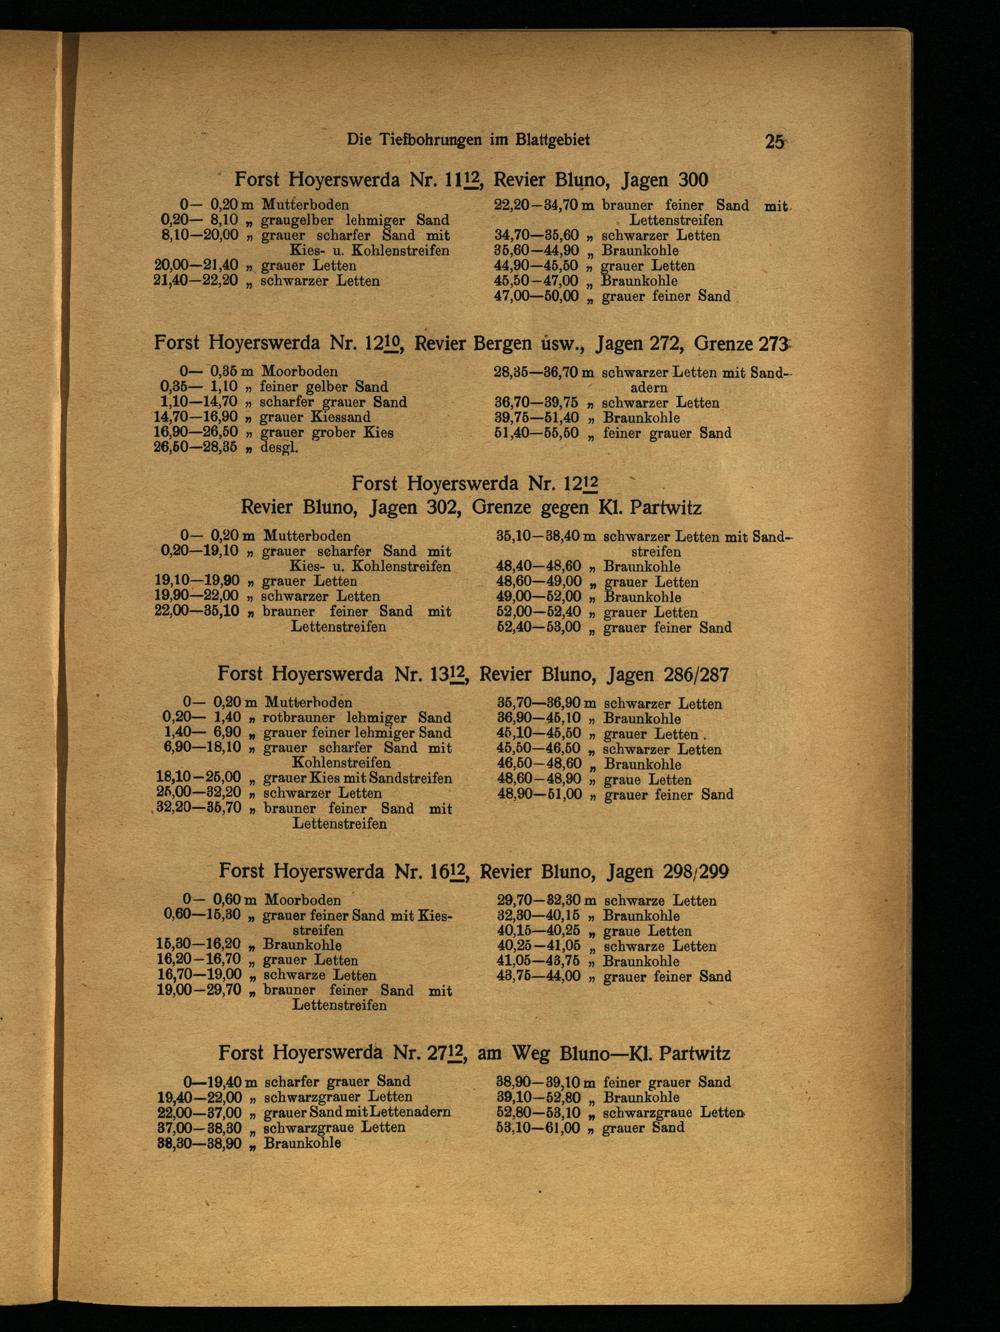 Die Tiefbohrungen im Blattgebiet 25
Forst Hoyerswerda Nr. 1112, Revier Bluno, Jagen 300
0— 0,20 m Mutterboden
0,20— 8,10 „ graugelber lehmiger Sand
8,10—20,00 „ grauer scharfer Sand mit
Kies- u. Kohlenstreifen
20,00—21,40 „ grauer Letten
21,40—22,20 „ schwarzer Letten
22,20—34,70 m brauner feiner Sand mit
Lettenstreifen
34,70—35,60 „ schwarzer Letten
35,60—44,90 „ Braunkohle
44,90—45,50 „ grauer Letten
45,50—47,00 „ Braunkohle
47,00—50,00 „ grauer feiner Sand
Forst Hoyerswerda Nr. 1210, Revier Bergen usw., Jagen 272, Grenze 273
0— 0,35 m Moorboden
0,35— 1,10 „ feiner gelber Sand
1,10—14,70 „ scharfer grauer Sand
14,70—16,90 „ grauer Kiessand
16,90—26,50 „ grauer grober Kies
26,50—28,35 „ desgl.
28,35—36,70 m schwarzer Letten mit Sand-
adern
36,70—39,75 „ schwarzer Letten
39,75—51,40 „ Braunkohle
51,40—55,50 „ feiner grauer Sand
Forst Hoyerswerda Nr. 1212
Revier Bluno, Jagen 302, Grenze gegen Kl. Partwitz
0— 0,20 m Mutterboden
0,20—19,10 „ grauer scharfer Sand mit
Kies- u. Kohlenstreifen
19,10—19,90 „ grauer Letten
19,90—22,00 „ schwarzer Letten
22,00—35,10 „ brauner feiner Sand mit
Lettenstreifen
35,10—38,40 m schwarzer Letten mit Sand-
streifen
48,40—48,60 „ Braunkohle
48,60—49,00 „ grauer Letten
49,00—52,00 „ Braunkohle
52,00—52,40 „ grauer Letten
52,40—53,00 „ grauer feiner Sand
Forst Hoyerswerda Nr. 1312, Revier Bluno, Jagen 286/287
0— 0,20 m Mutterboden
0,20— 1,40 „ rotbrauner lehmiger Sand
1,40— 6,90 „ grauer feiner lehmiger Sand
6,90—18,10 „ grauer scharfer Sand mit
Kohlenstreifen
18,10—25,00 „ grauer Kies mit Sandstreifen
25,00—32,20 „ schwarzer Letten
32,20—35,70 „ brauner feiner Sand mit
Lettenstreifen
35,70—36,90 m schwarzer Letten
36,90—45,10 „ Braunkohle
45,10—45,50 „ grauer Letten
45,50—46,50 „ schwarzer Letten
46,50—48,60 „ Braunkohle
48,60—48,90 „ graue Letten
48,90—51,00 „ grauer feiner Sand
Forst Hoyerswerda Nr. 1612, Revier Bluno, Jagen 298/299
0— 0,60 m Moorboden
0,60—15,30 „ grauer feiner Sand mit Kies-
streifen
15,30—16,20 „ Braunkohle
16,20—16,70 „ grauer Letten
16,70—19,00 „ schwarze Letten
19,00—29,70 „ brauner feiner Sand mit
Lettenstreifen
29,70—32,30 m schwarze Letten
32,30—40,15 „ Braunkohle
40,15—40,25 „ graue Letten
40,25—41,05 „ schwarze Letten
41,05—43,75 „ Braunkohle
43,75—44,00 „ grauer feiner Sand
Forst Hoyerswerda Nr. 2712, am Weg Bluno—Kl. Partwitz
0—19,40 m scharfer grauer Sand
19,40—22,00 „ schwarzgrauer Letten
22,00—37,00 „ grauer Sand mit Lettenadern
37,00—38,30 „ schwarzgraue Letten
38,30—38,90 „ Braunkohle
38,90—39,10 m feiner grauer Sand
39,10—52,80 „ Braunkohle
52,80—53,10 „ schwarzgraue Letten
53,10—61,00 „ grauer Sand